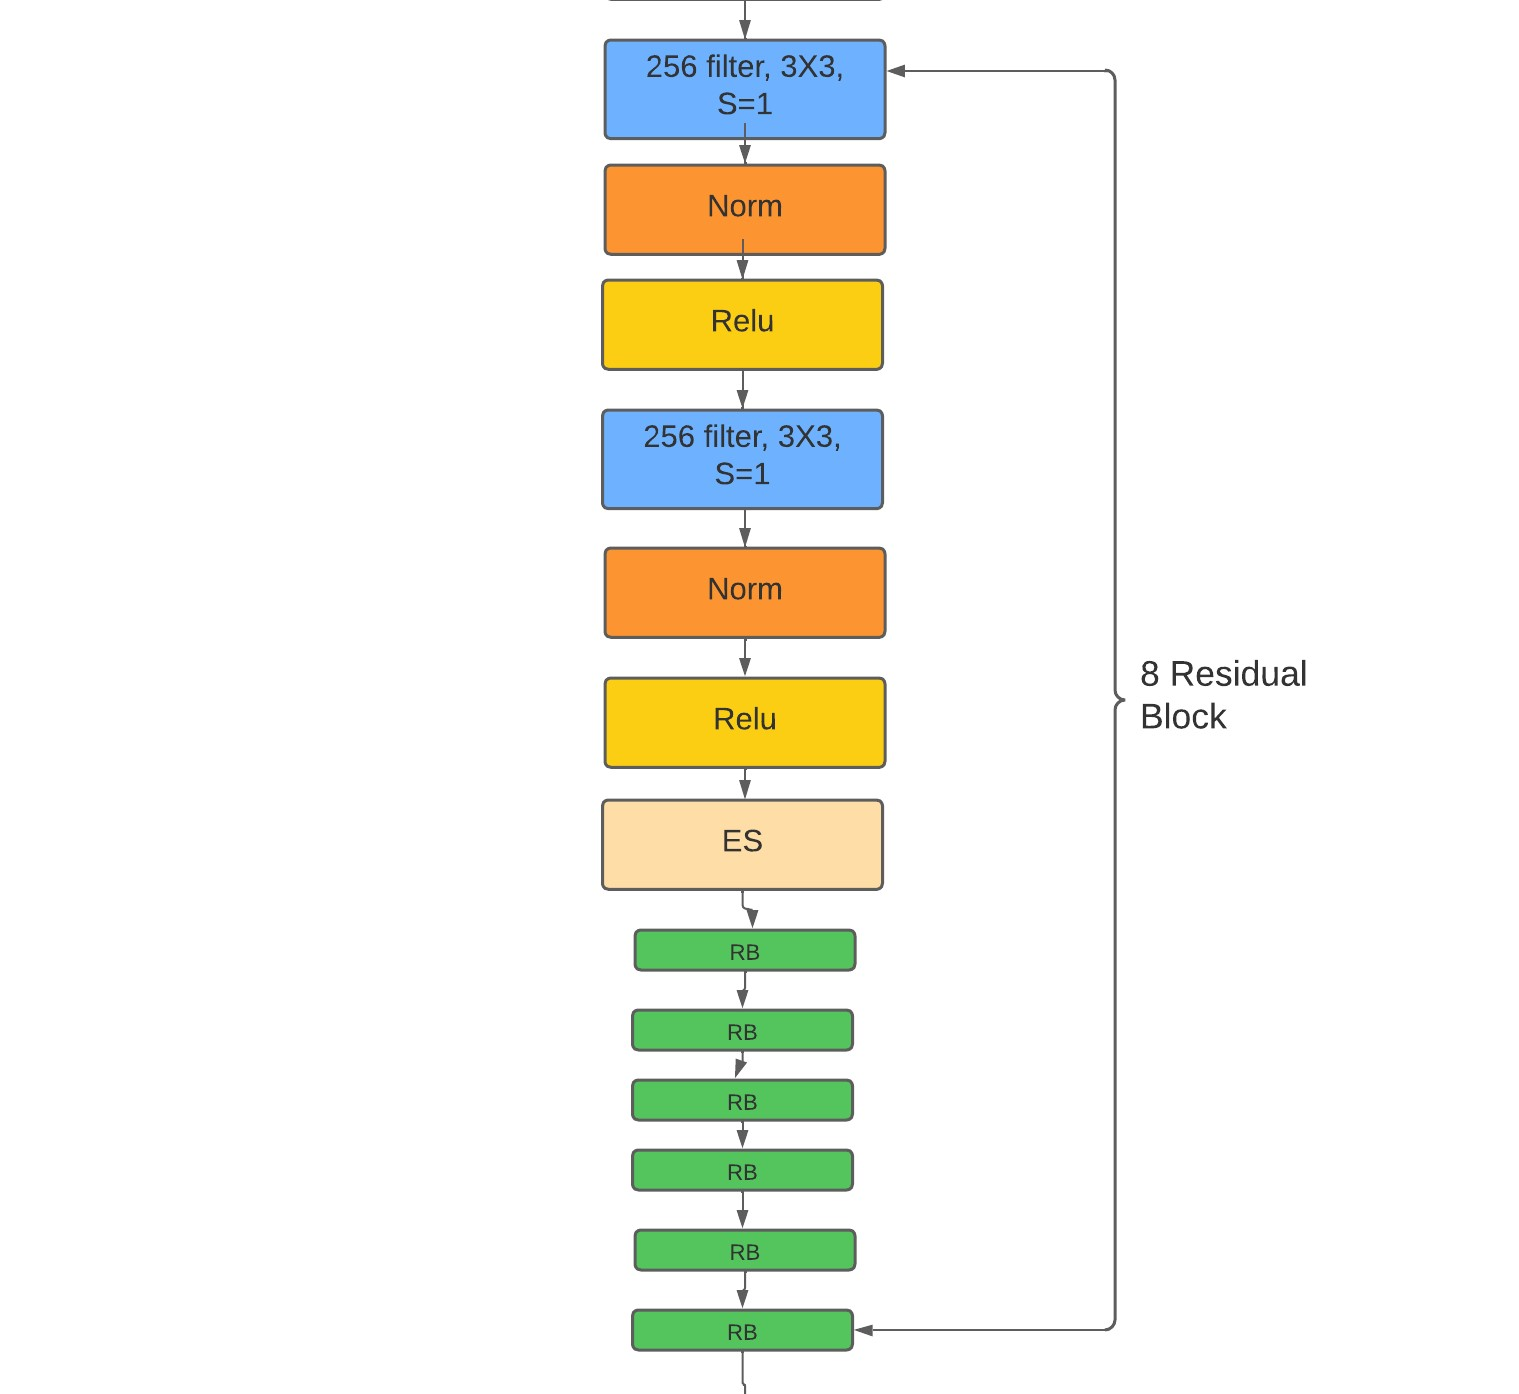 256 filter, 3X3,
S=1
Norm
Relu
256 filter, 3X3,
S=1
Norm
Relu
ES
RB
RB
RB
RB
RB
RB
8 Residual
Block